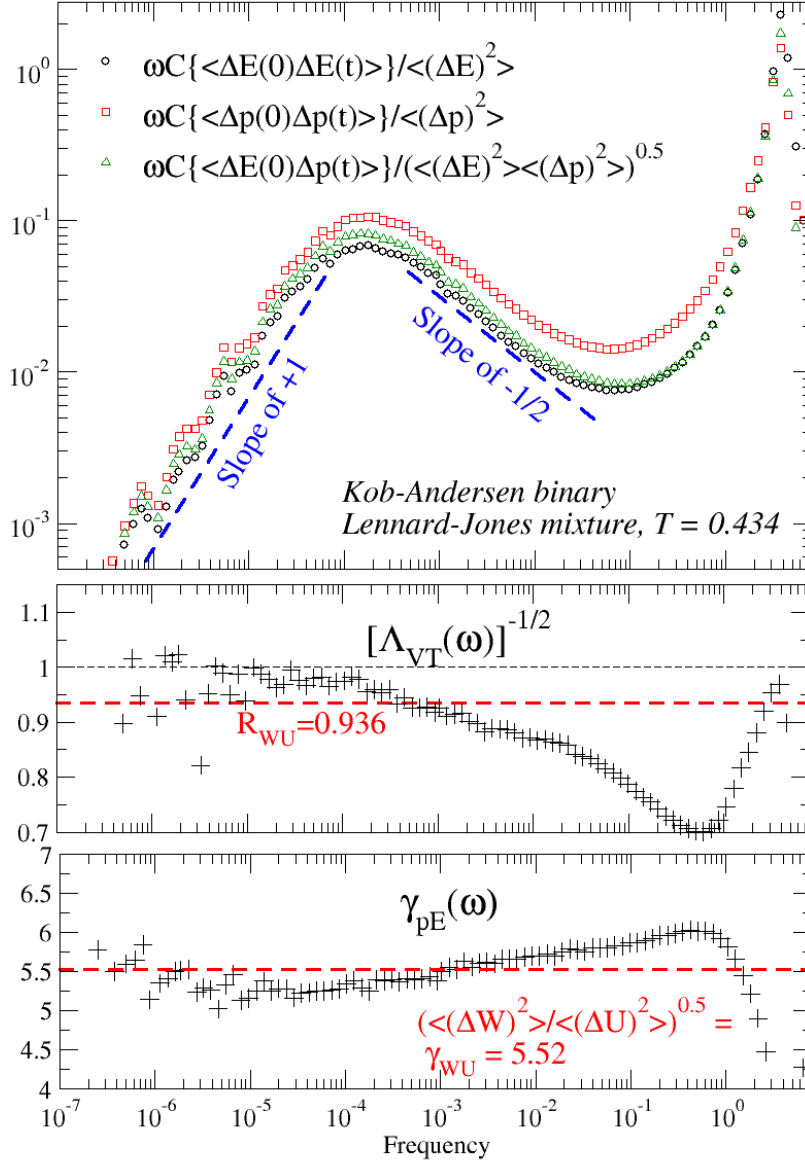 10^0
ωC{<ΔE(0)ΔE(t)>}/<(ΔE)^2>
ωC{<Δp(0)Δp(t)>}/<(Δp)^2>
ωC{<ΔE(0)Δp(t)>}/(<(ΔE)^2><(Δp)^2>)^0.5
10^-1
10^-2
10^-3
Slope of +1
Slope of -1/2
Kob-Andersen binary
Lennard-Jones mixture, T = 0.434
1.1
1
0.9
0.8
0.7
[Λ_VT(ω)]^-1/2
R_WU=0.936
7
6.5
6
5.5
5
4.5
4
γ_pE(ω)
(<(ΔW)^2>/<(ΔU)^2>)^0.5 =
γ_WU = 5.52
10^-7 10^-6 10^-5 10^-4 10^-3 10^-2 10^-1 10^0
Frequency